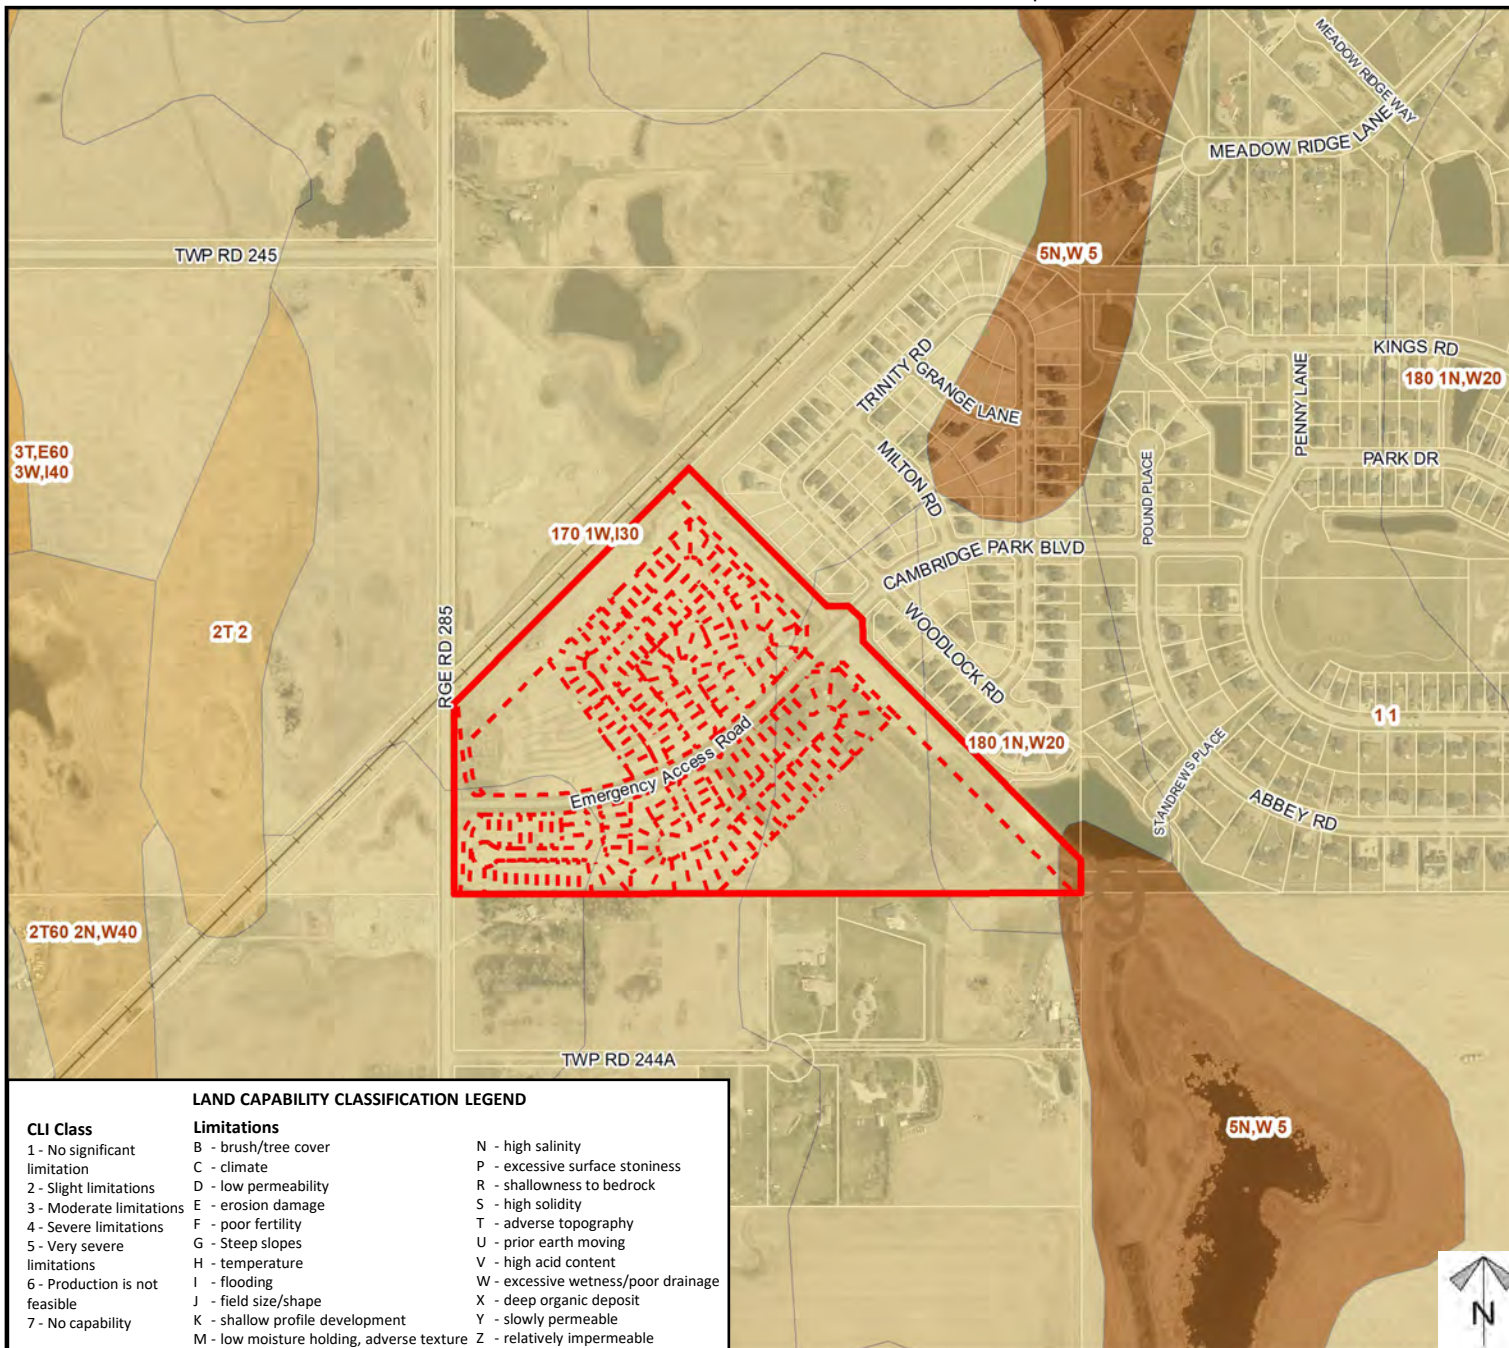 MEADOW RIDGE WAY
MEADOW RIDGE LANE
TWP RD 245
5N,W 5
KINGS RD
180 1N,W20
TRINITY RD
GRANGE LANE
PENNY LANE
3T,E60
3W,I40
MILTON RD
POUND PLACE
PARK DR
170 1W,I30
CAMBRIDGE PARK BLVD
2T 2
RGE RD 285
WOODLOCK RD
1 1
180 1N,W20
Emergency Access Road
STANDREWS PLACE
ABBEY RD
2T60 2N,W40
TWP RD 244A
5N,W 5
LAND CAPABILITY CLASSIFICATION LEGEND
CLI Class
1 - No significant
limitation
2 - Slight limitations
3 - Moderate limitations
4 - Severe limitations
5 - Very severe
limitations
6 - Production is not
feasible
7 - No capability
Limitations
B - brush/tree cover
C - climate
D - low permeability
E - erosion damage
F - poor fertility
G - Steep slopes
H - temperature
I - flooding
J - field size/shape
K - shallow profile development
M - low moisture holding, adverse texture
N - high salinity
P - excessive surface stoniness
R - shallowness to bedrock
S - high solidity
T - adverse topography
U - prior earth moving
V - high acid content
W - excessive wetness/poor drainage
X - deep organic deposit
Y - slowly permeable
Z - relatively impermeable
N